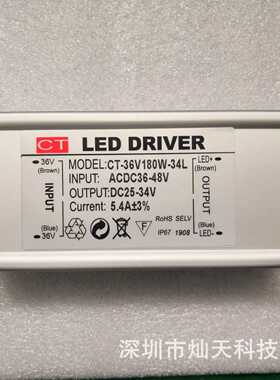 CT LED DRIVER
36V
(Brown)
INPUT
(Blue)
36V
MODEL:CT-36V180W-34L
INPUT: ACDC36-48V
OUTPUT:DC25-34V
Current: 5.4A±3%
F
RoHS SELV
IP67 1908
LED+
(Brown)
OUTPUT
(Blue)
LED-
深圳市灿天科技